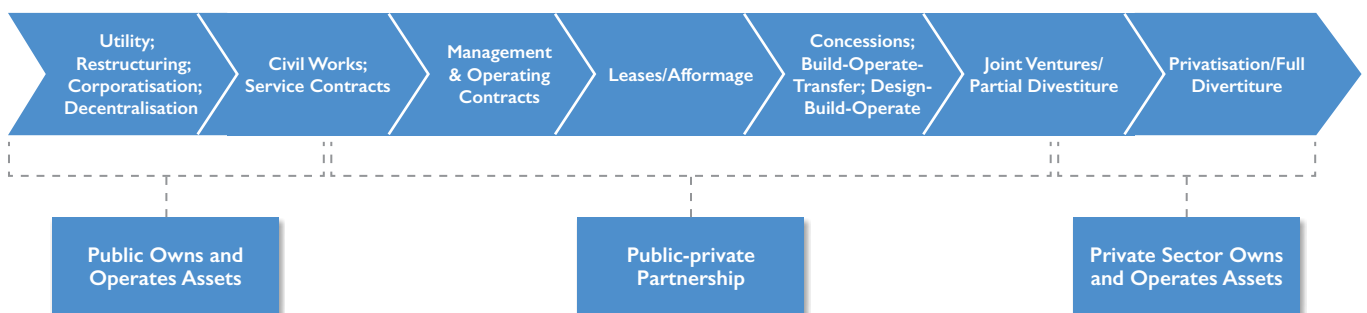 Utility;
Restructuring;
Corporatisation;
Decentralisation
Civil Works;
Service Contracts
Management
& Operating
Contracts
Leases/Afformage
Concessions;
Build-Operate-
Transfer; Design-
Build-Operate
Joint Ventures/
Partial Divestiture
Privatisation/Full
Divertiture
Public Owns and
Operates Assets
Public-private
Partnership
Private Sector Owns
and Operates Assets